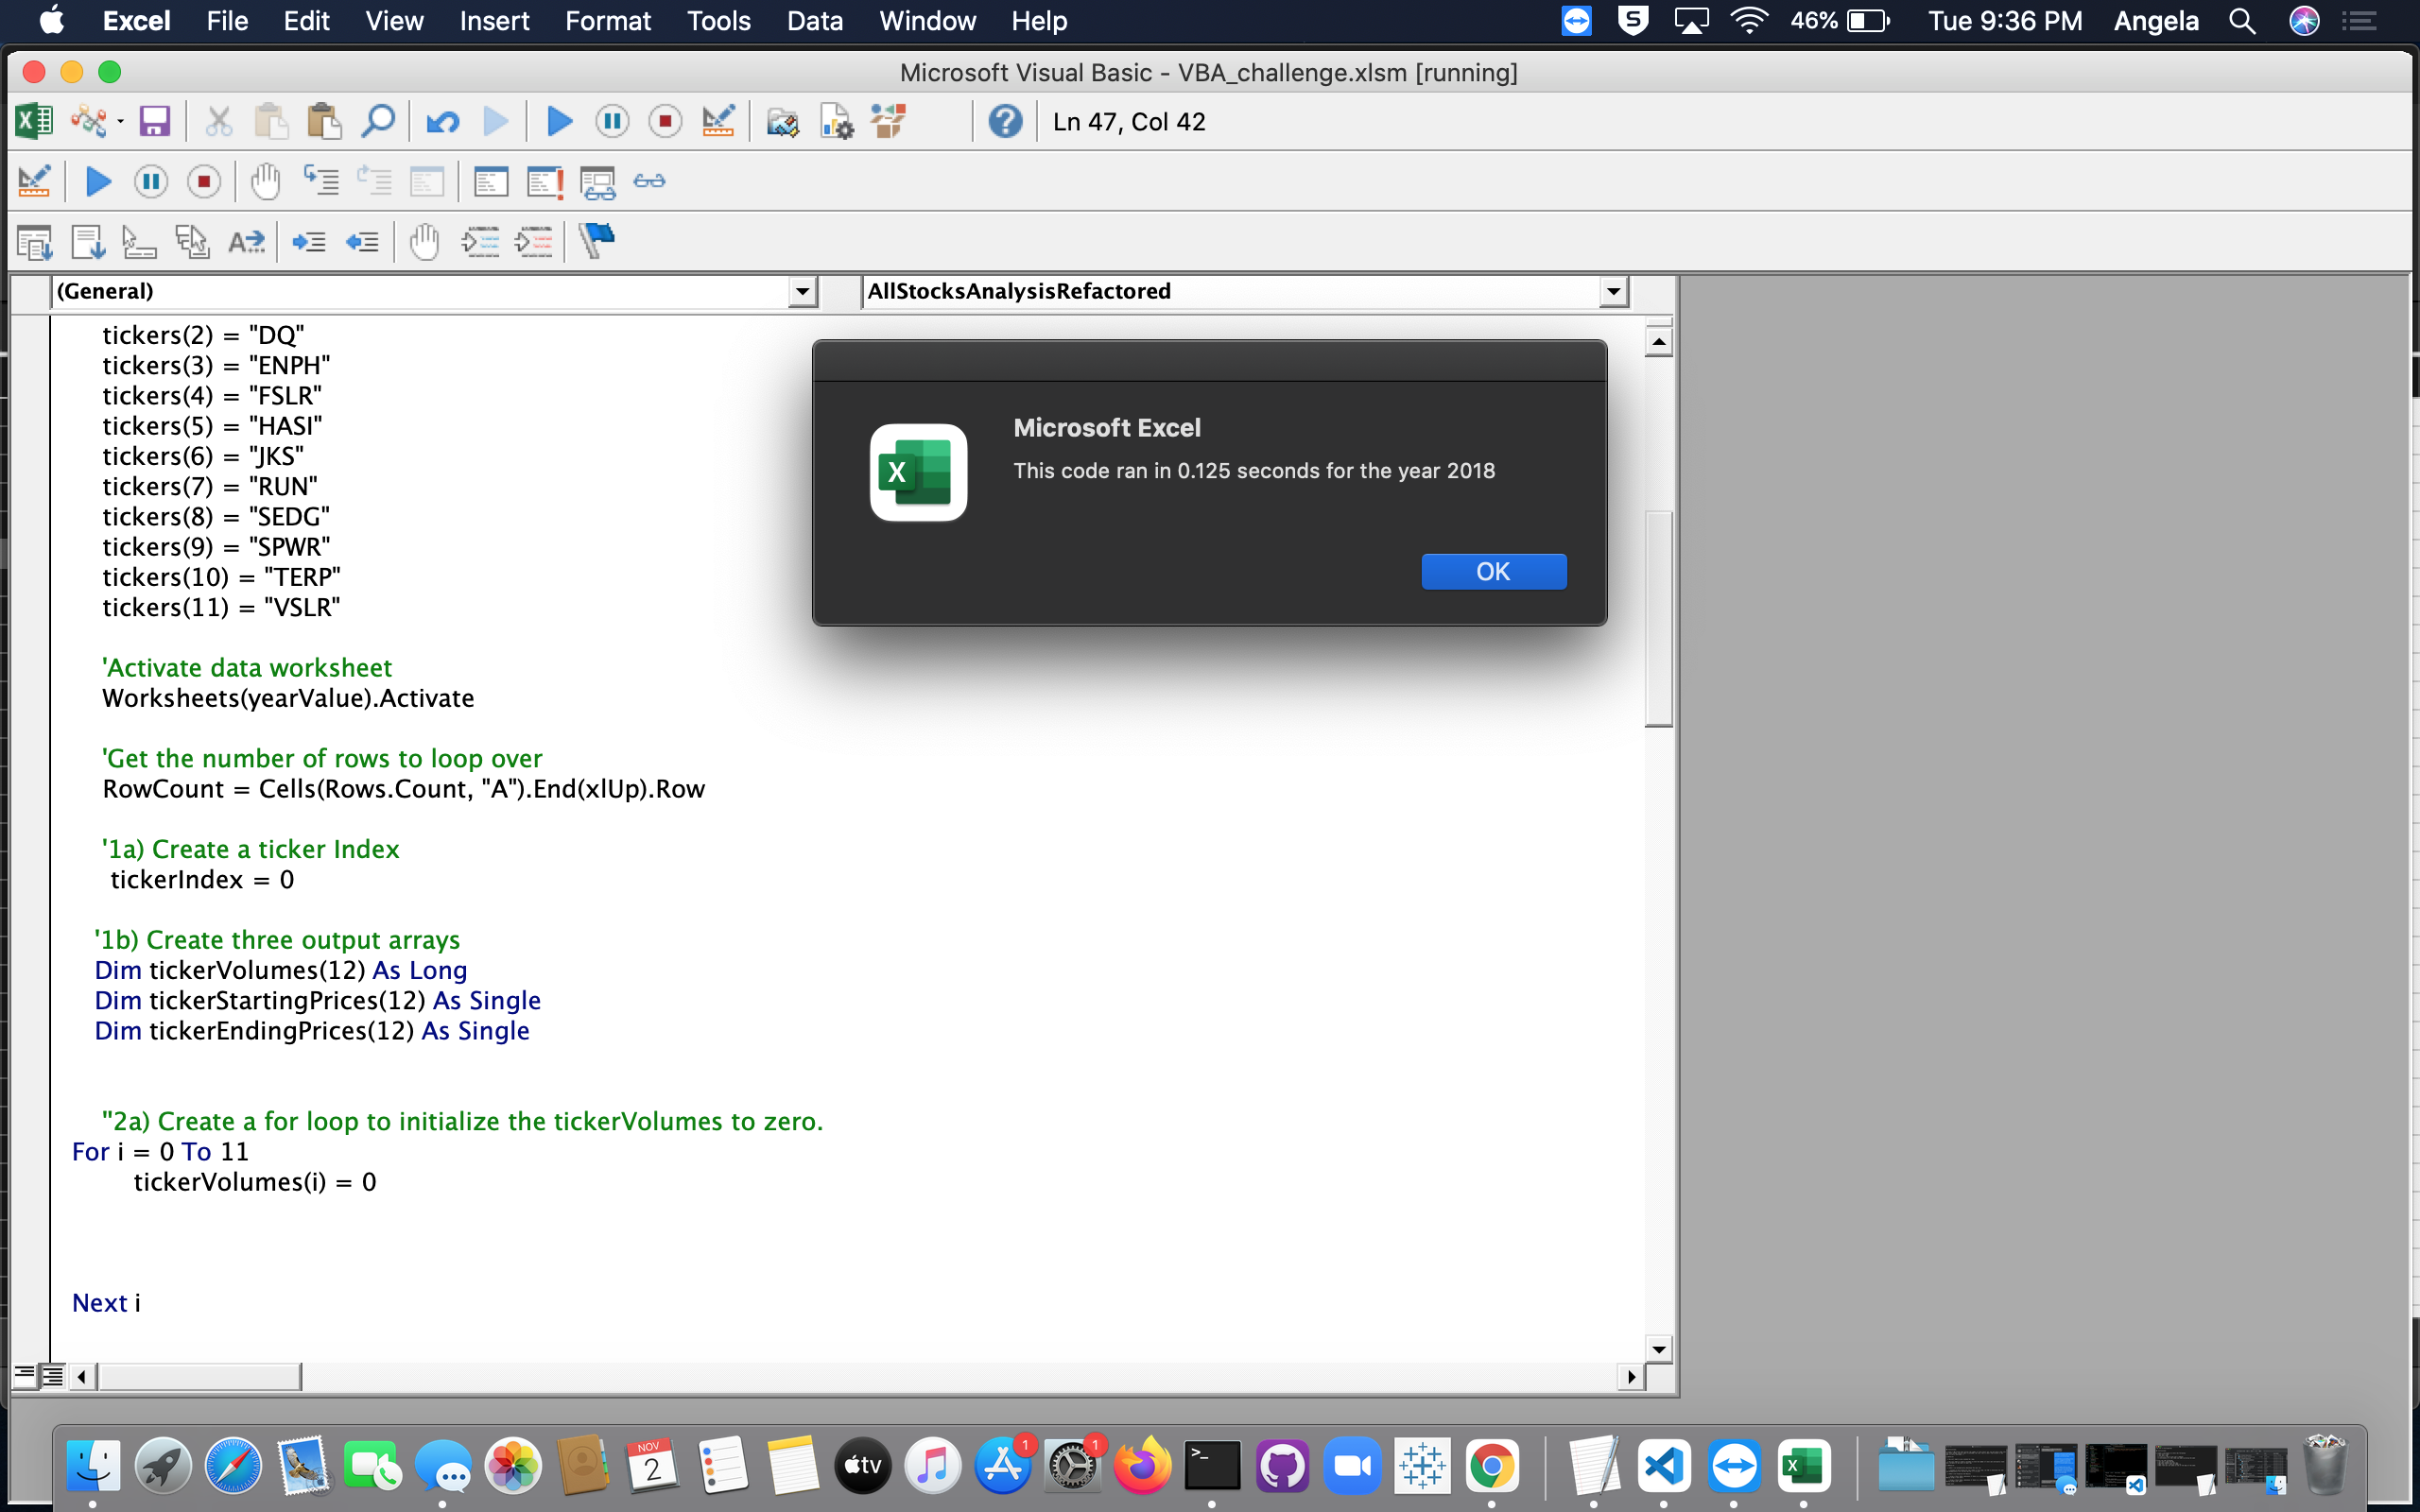 Excel File Edit View Insert Format Tools Data Window Help 46% Tue 9:36 PM Angela
Microsoft Visual Basic - VBA_challenge.xlsm [running]
Ln 47, Col 42
(General) AllStocksAnalysisRefactored
tickers(2) = "DQ"
tickers(3) = "ENPH"
tickers(4) = "FSLR"
tickers(5) = "HASI"
tickers(6) = "JKS"
tickers(7) = "RUN"
tickers(8) = "SEDG"
tickers(9) = "SPWR"
tickers(10) = "TERP"
tickers(11) = "VSLR"
'Activate data worksheet
Worksheets(yearValue).Activate
'Get the number of rows to loop over
RowCount = Cells(Rows.Count, "A").End(xlUp).Row
'1a) Create a ticker Index
tickerIndex = 0
'1b) Create three output arrays
Dim tickerVolumes(12) As Long
Dim tickerStartingPrices(12) As Single
Dim tickerEndingPrices(12) As Single
''2a) Create a for loop to initialize the tickerVolumes to zero.
For i = 0 To 11
tickerVolumes(i) = 0
Next i
Microsoft Excel
This code ran in 0.125 seconds for the year 2018
OK
NOV
2
tv
1
1